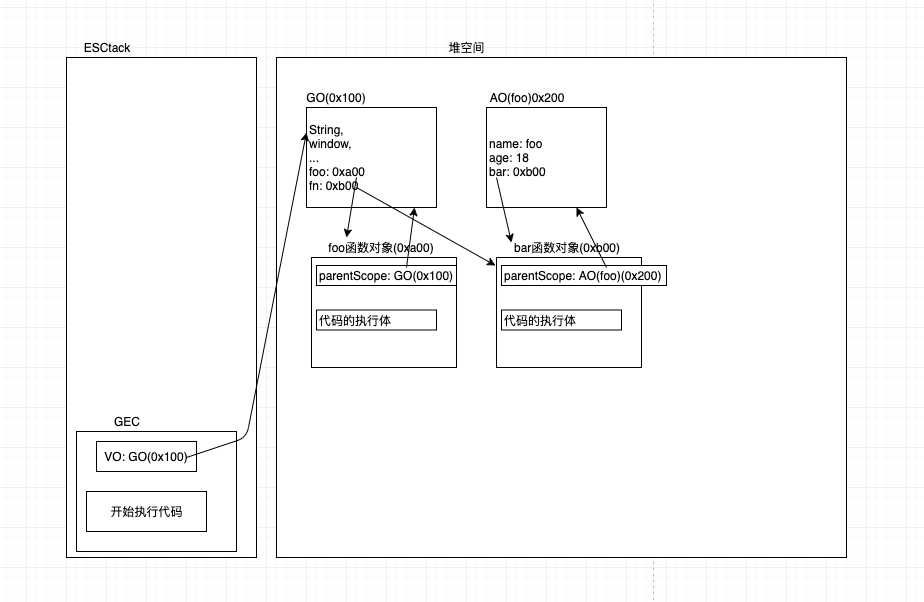 ESCtack
堆空间
GO(0x100)
String,
window,
...
foo: 0xa00
fn: 0xb00
AO(foo)0x200
name: foo
age: 18
bar: 0xb00
foo函数对象(0xa00)
parentScope: GO(0x100)
代码的执行体
bar函数对象(0xb00)
parentScope: AO(foo)(0x200)
代码的执行体
GEC
VO: GO(0x100)
开始执行代码